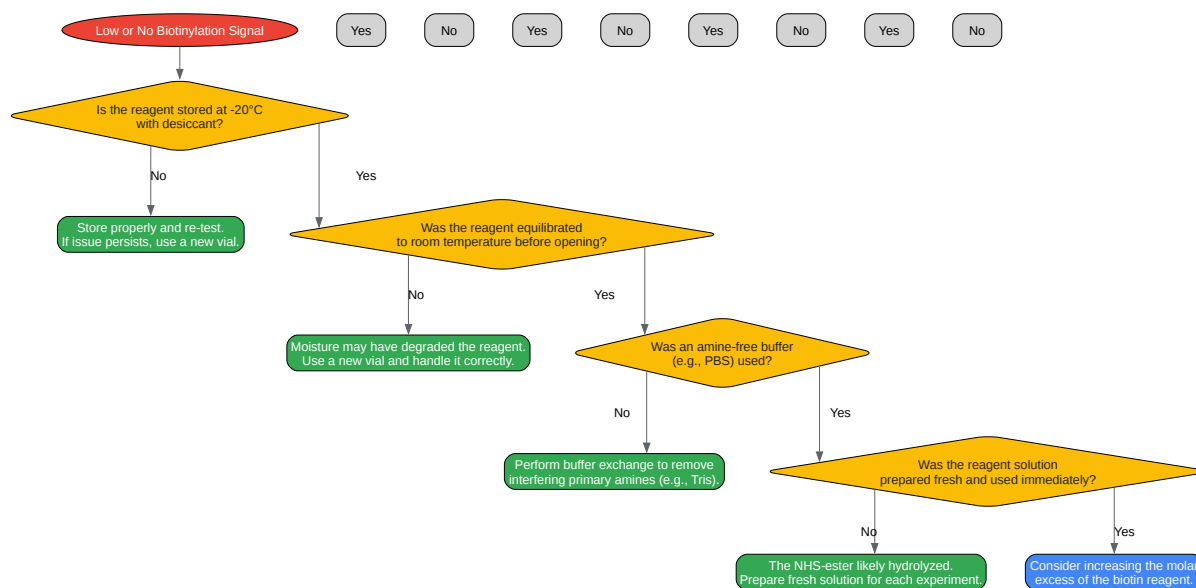 Low or No Biotinylation Signal
Yes
No
Yes
No
Yes
No
Yes
No
Is the reagent stored at -20°C
with desiccant?
No
Yes
Store properly and re-test.
If issue persists, use a new vial.
Was the reagent equilibrated
to room temperature before opening?
No
Yes
Moisture may have degraded the reagent.
Use a new vial and handle it correctly.
Was an amine-free buffer
(e.g., PBS) used?
No
Yes
Perform buffer exchange to remove
interfering primary amines (e.g., Tris).
Was the reagent solution
prepared fresh and used immediately?
No
Yes
The NHS-ester likely hydrolyzed.
Prepare fresh solution for each experiment.
Consider increasing the molar
excess of the biotin reagent.